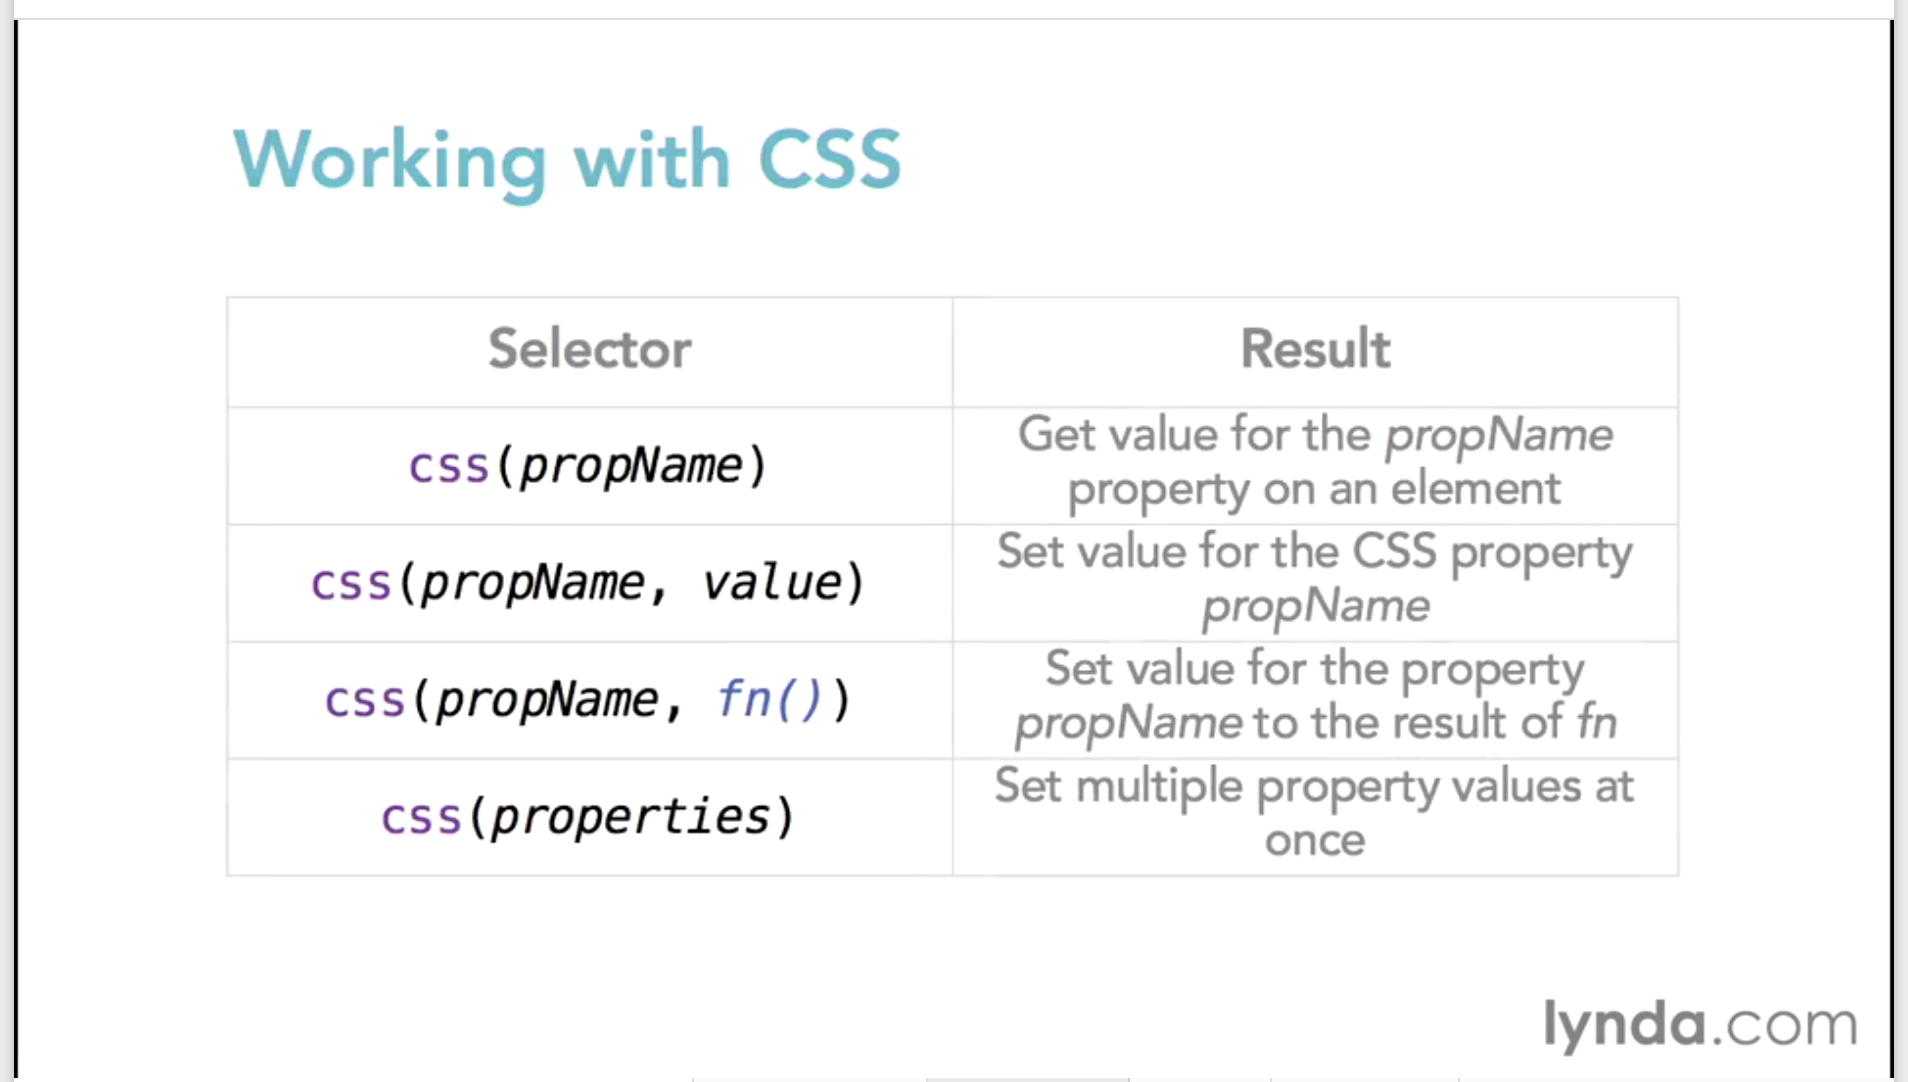 Working with CSS
Selector
Result
css(propName)
Get value for the propName
property on an element
css(propName, value)
Set value for the CSS property
propName
css(propName, fn())
Set value for the property
propName to the result of fn
css(properties)
Set multiple property values at
once
lynda.com